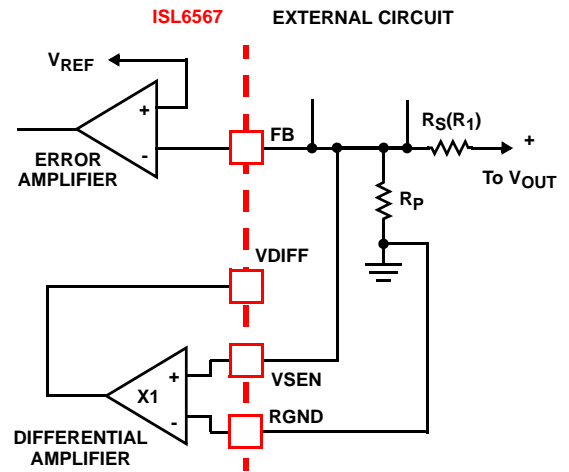 ISL6567 EXTERNAL CIRCUIT
VREF
+
-
ERROR
AMPLIFIER
FB
RS(R1)
+
To VOUT
RP
VDIFF
X1
+
-
VSEN
RGND
DIFFERENTIAL
AMPLIFIER